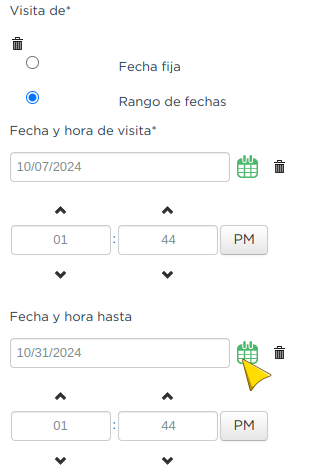 Visita de*
Fecha fija
Rango de fechas
Fecha y hora de visita*
10/07/2024
01 : 44 PM
Fecha y hora hasta
10/31/2024
01 : 44 PM